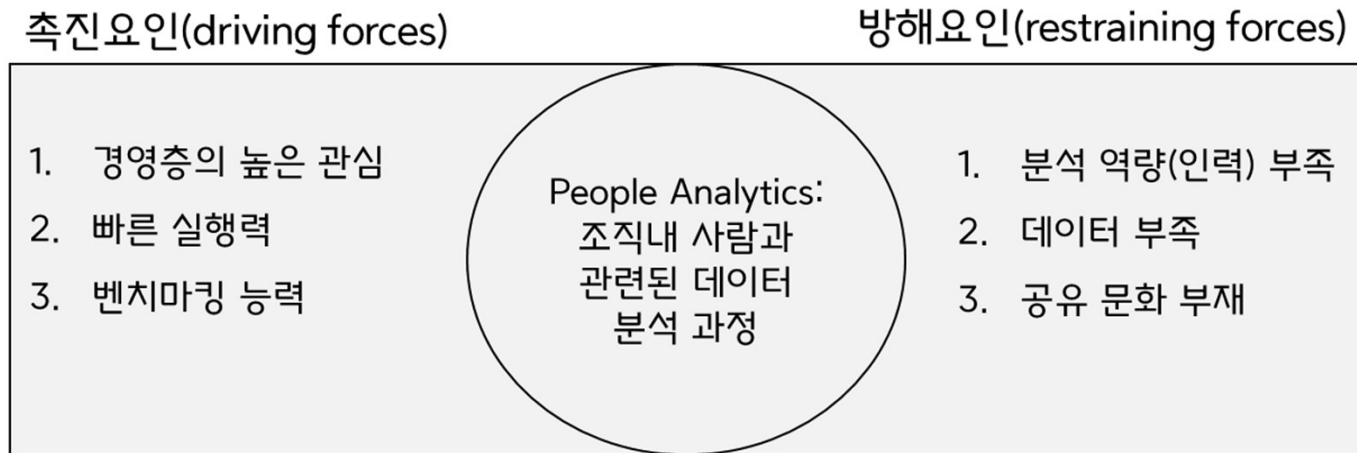 촉진요인(driving forces)
방해요인(restraining forces)
1. 경영층의 높은 관심
2. 빠른 실행력
3. 벤치마킹 능력
People Analytics:
조직내 사람과
관련된 데이터
분석 과정
1. 분석 역량(인력) 부족
2. 데이터 부족
3. 공유 문화 부재